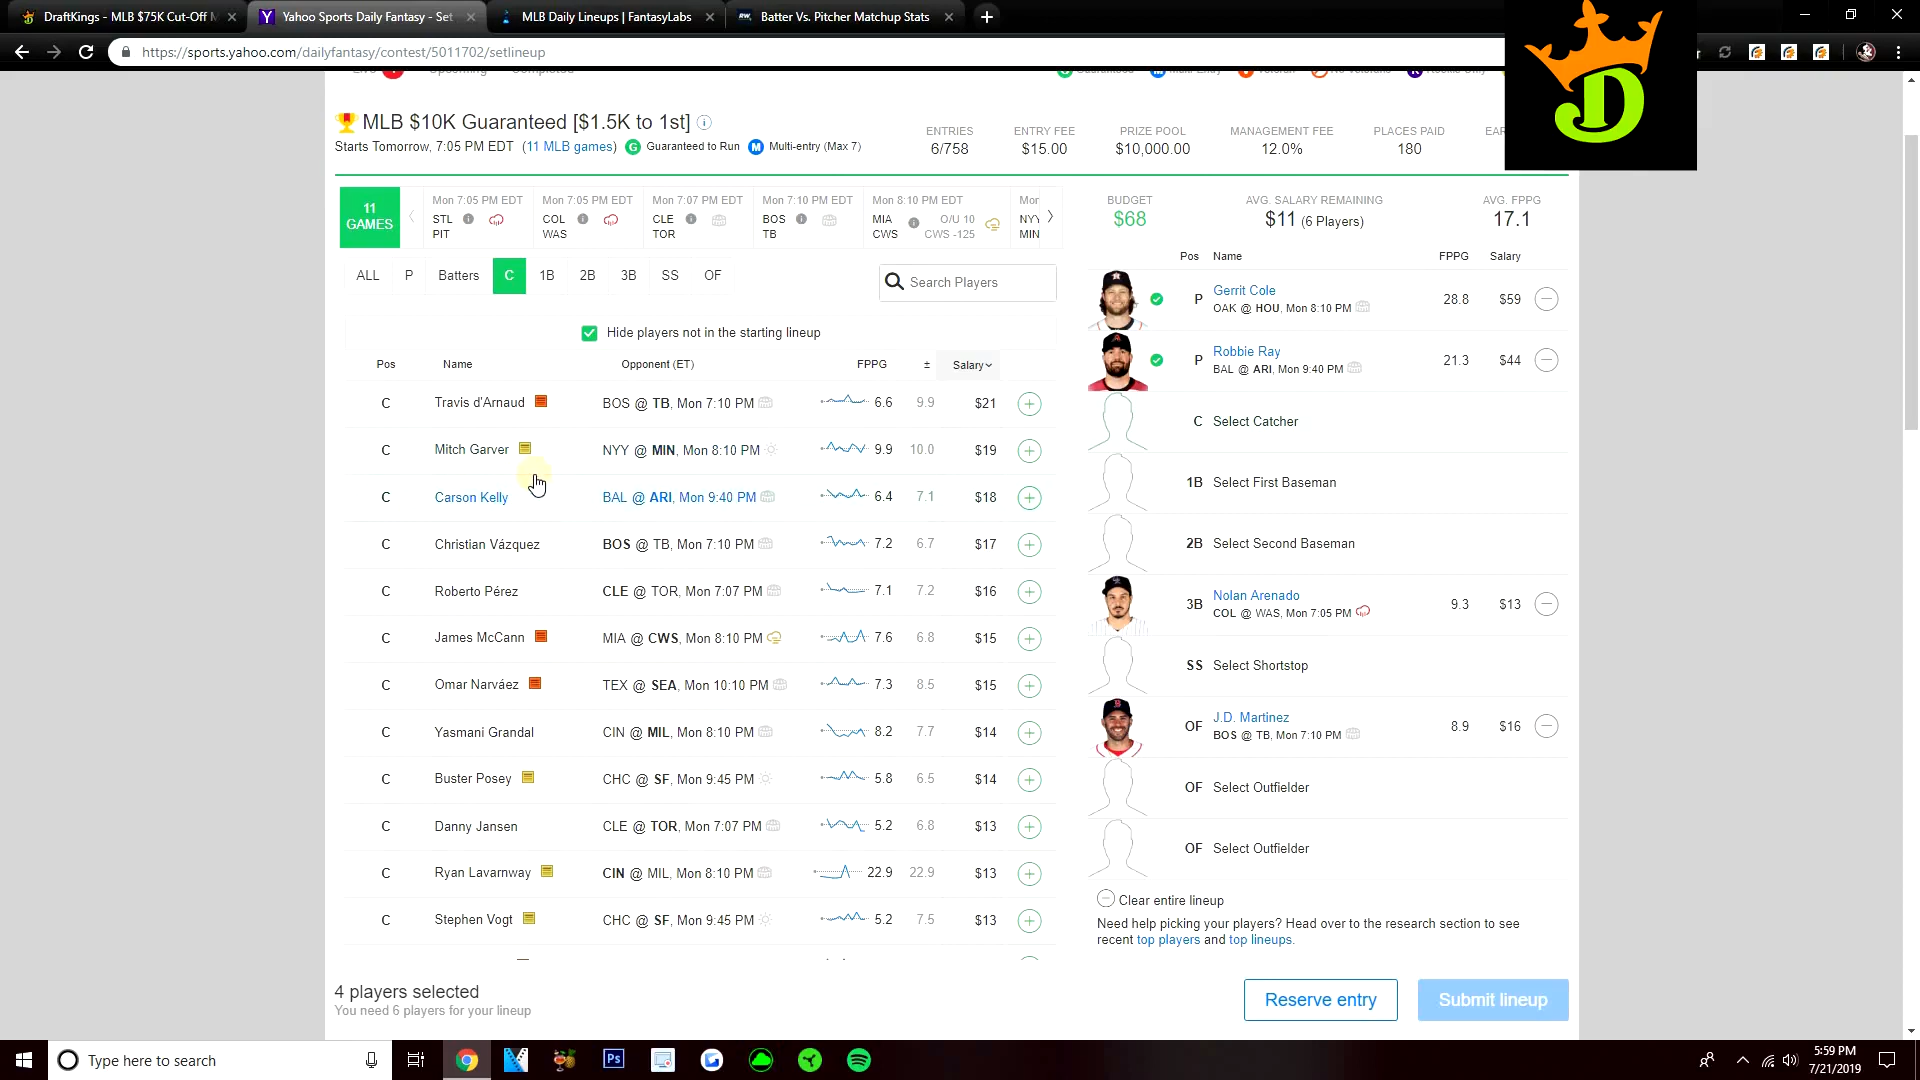 DraftKings - MLB $75K Cut-Off
Yahoo Sports Daily Fantasy - Set
MLB Daily Lineups | FantasyLabs
RW
Batter Vs. Pitcher Matchup Stats
https://sports.yahoo.com/dailyfantasy/contest/5011702/setlineup
MLB $10K Guaranteed [$1.5K to 1st]
Starts Tomorrow, 7:05 PM EDT (11 MLB games) G Guaranteed to Run M Multi-entry (Max 7)
ENTRIES ENTRY FEE PRIZE POOL MANAGEMENT FEE PLACES PAID
6/758 $15.00 $10,000.00 12.0% 180
11 GAMES
Mon 7:05 PM EDT
STL
PIT
Mon 7:05 PM EDT
COL
WAS
Mon 7:07 PM EDT
CLE
TOR
Mon 7:10 PM EDT
BOS
TB
Mon 8:10 PM EDT
MIA O/U 10
CWS CWS -125
Mon
NYY
MIN
BUDGET AVG. SALARY REMAINING AVG. FPPG
$68 $11 (6 Players) 17.1
ALL P Batters C 1B 2B 3B SS OF
Search Players
Hide players not in the starting lineup
Pos Name Opponent (ET) FPPG ± Salary
C Travis d'Arnaud BOS @ TB, Mon 7:10 PM 6.6 9.9 $21
C Mitch Garver NYY @ MIN, Mon 8:10 PM 9.9 10.0 $19
C Carson Kelly BAL @ ARI, Mon 9:40 PM 6.4 7.1 $18
C Christian Vázquez BOS @ TB, Mon 7:10 PM 7.2 6.7 $17
C Roberto Pérez CLE @ TOR, Mon 7:07 PM 7.1 7.2 $16
C James McCann MIA @ CWS, Mon 8:10 PM 7.6 6.8 $15
C Omar Narváez TEX @ SEA, Mon 10:10 PM 7.3 8.5 $15
C Yasmani Grandal CIN @ MIL, Mon 8:10 PM 8.2 7.7 $14
C Buster Posey CHC @ SF, Mon 9:45 PM 5.8 6.5 $14
C Danny Jansen CLE @ TOR, Mon 7:07 PM 5.2 6.8 $13
C Ryan Lavarnway CIN @ MIL, Mon 8:10 PM 22.9 22.9 $13
C Stephen Vogt CHC @ SF, Mon 9:45 PM 5.2 7.5 $13
Pos Name FPPG Salary
P Gerrit Cole 28.8 $59
OAK @ HOU, Mon 8:10 PM
P Robbie Ray 21.3 $44
BAL @ ARI, Mon 9:40 PM
C Select Catcher
1B Select First Baseman
2B Select Second Baseman
3B Nolan Arenado 9.3 $13
COL @ WAS, Mon 7:05 PM
SS Select Shortstop
OF J.D. Martinez 8.9 $16
BOS @ TB, Mon 7:10 PM
OF Select Outfielder
OF Select Outfielder
Clear entire lineup
Need help picking your players? Head over to the research section to see
recent top players and top lineups.
4 players selected
You need 6 players for your lineup
Reserve entry
Submit lineup
Type here to search
Ps
5:59 PM
7/21/2019